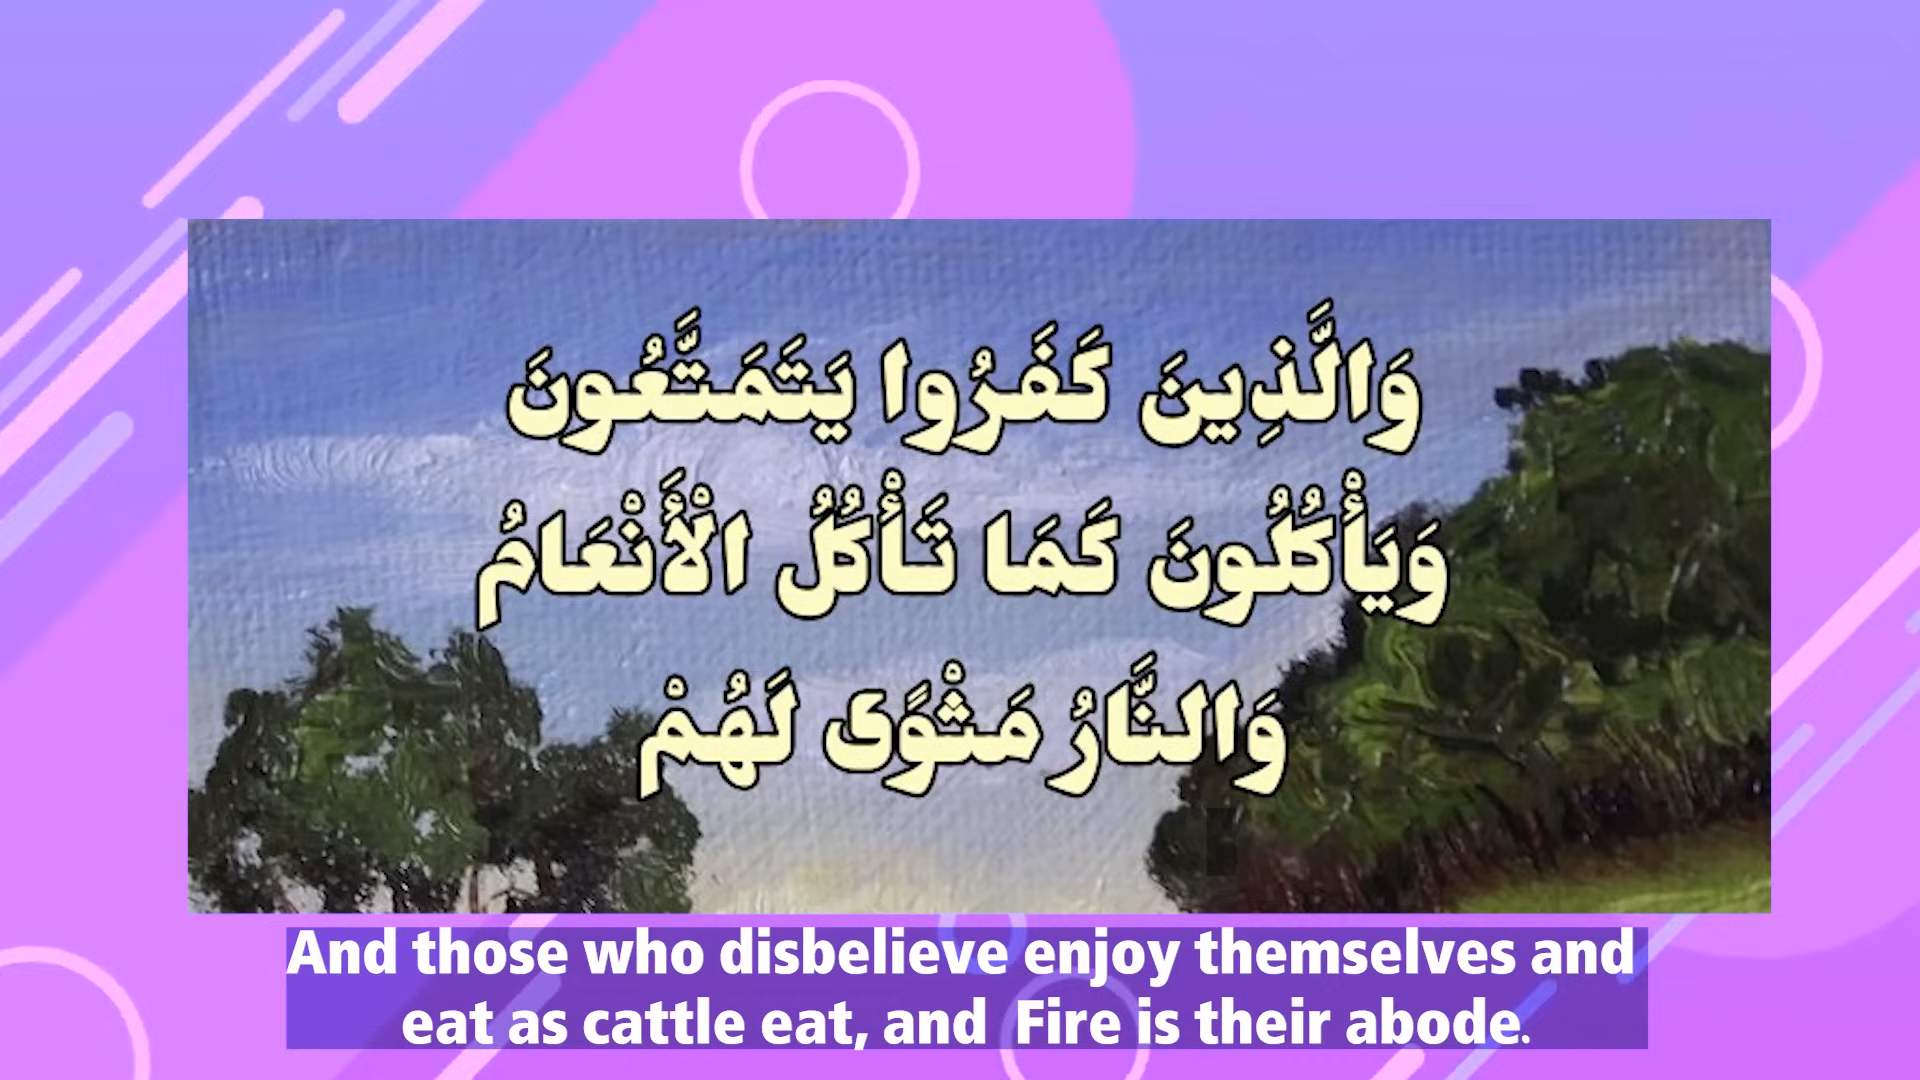 وَالَّذِينَ كَفَرُوا يَتَمَتَّعُونَ
وَيَأْكُلُونَ كَمَا تَأْكُلُ الْأَنْعَامُ
وَالنَّارُ مَثْوًى لَهُمْ
And those who disbelieve enjoy themselves and
eat as cattle eat, and Fire is their abode.